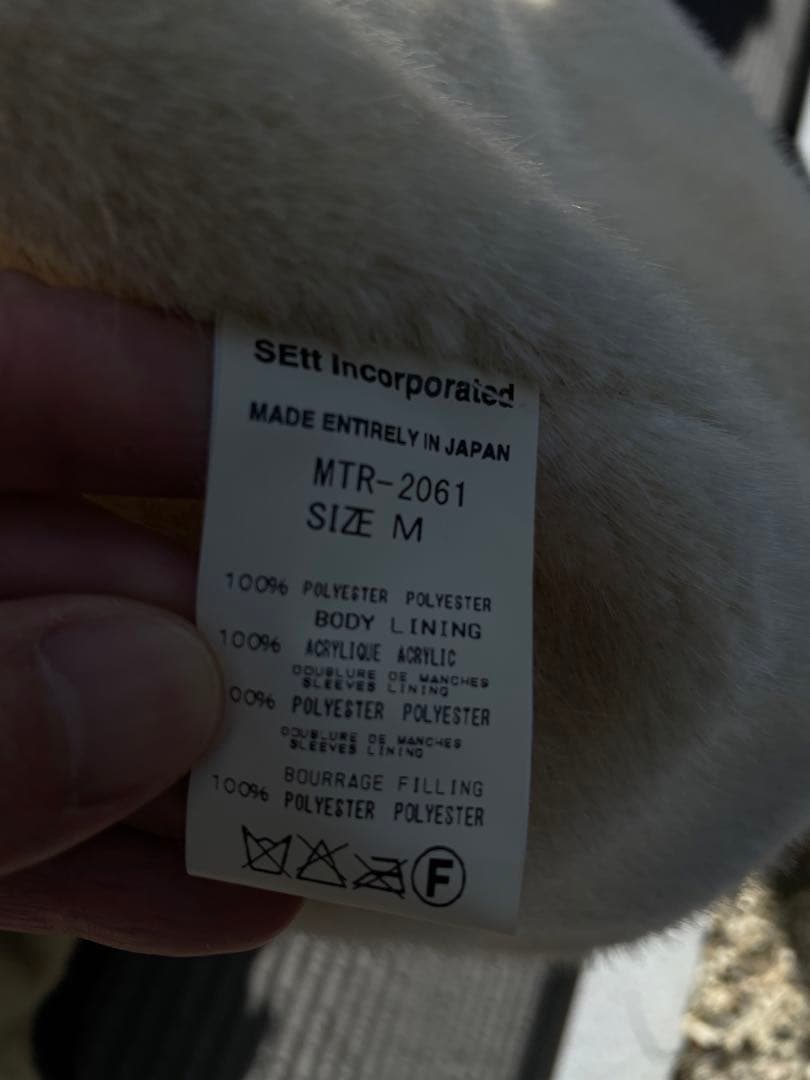 SEtt Incorporated
MADE ENTIRELY IN JAPAN
MTR-2061
SIZE M
100% POLYESTER POLYESTER
BODY LINING
100% ACRYLIQUE ACRYLIC
DOUBLURE DE MANCHES
SLEEVES LINING
00% POLYESTER POLYESTER
DOUBLURE DE MANCHES
SLEEVES LINING
BOURRAGE FILLING
100% POLYESTER POLYESTER
F